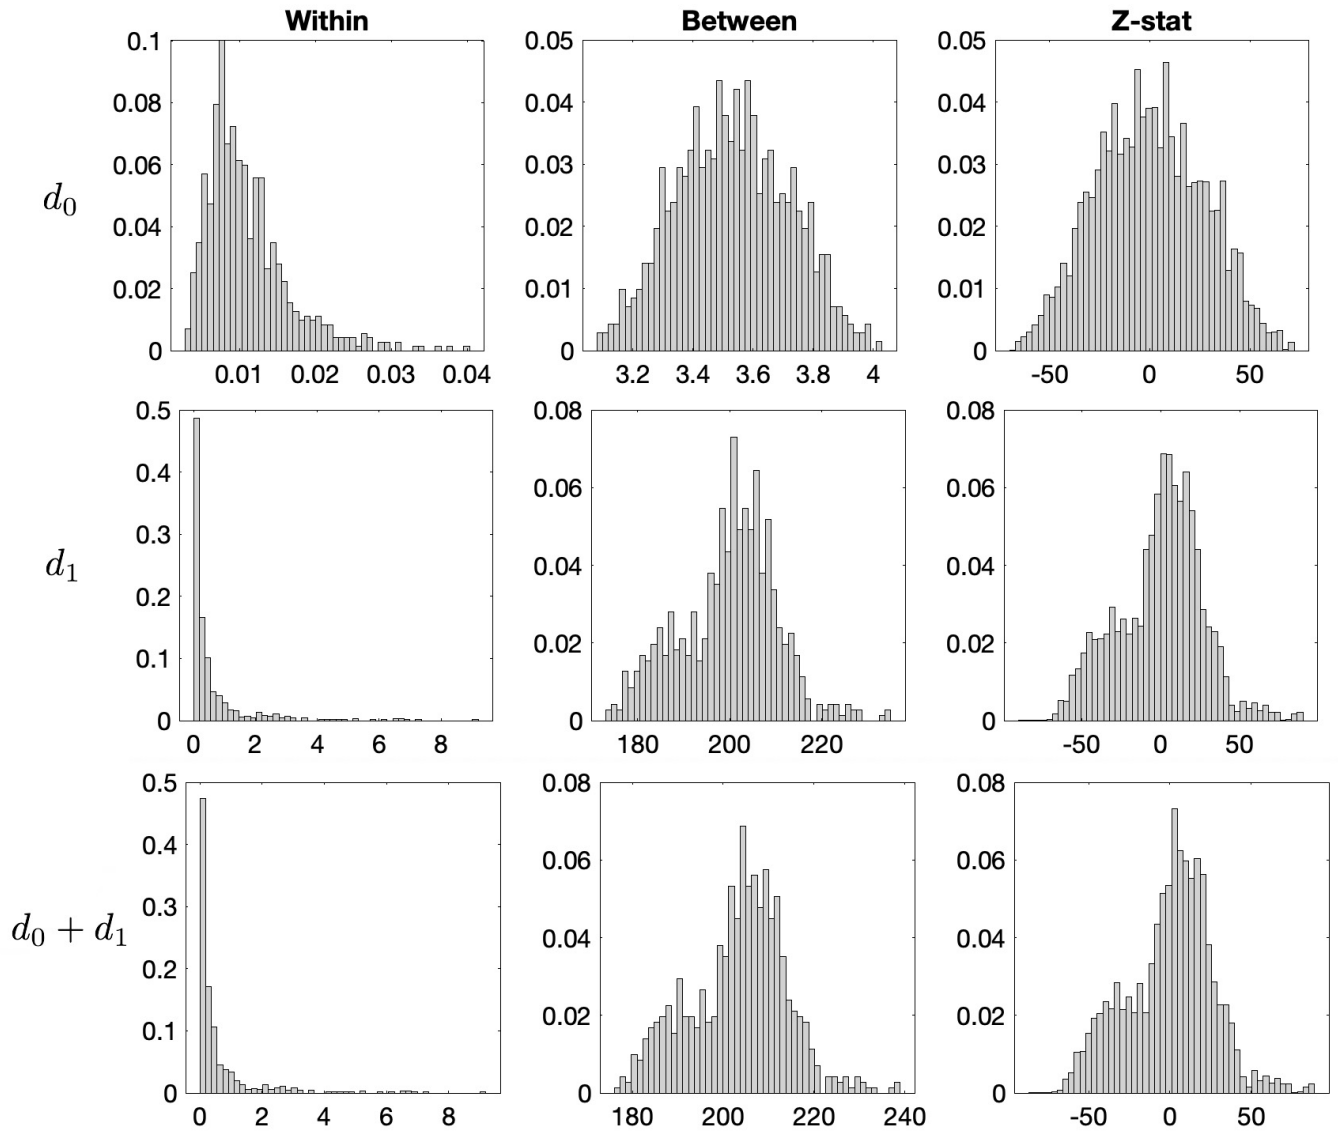 Within Between Z-stat
d₀
0.1 0.08 0.06 0.04 0.02 0
0.01 0.02 0.03 0.04
0.05 0.04 0.03 0.02 0.01 0
3.2 3.4 3.6 3.8 4
0.05 0.04 0.03 0.02 0.01 0
-50 0 50
d₁
0.5 0.4 0.3 0.2 0.1 0
0 2 4 6 8
0.08 0.06 0.04 0.02 0
180 200 220
0.08 0.06 0.04 0.02 0
-50 0 50
d₀ + d₁
0.5 0.4 0.3 0.2 0.1 0
0 2 4 6 8
0.08 0.06 0.04 0.02 0
180 200 220 240
0.08 0.06 0.04 0.02 0
-50 0 50